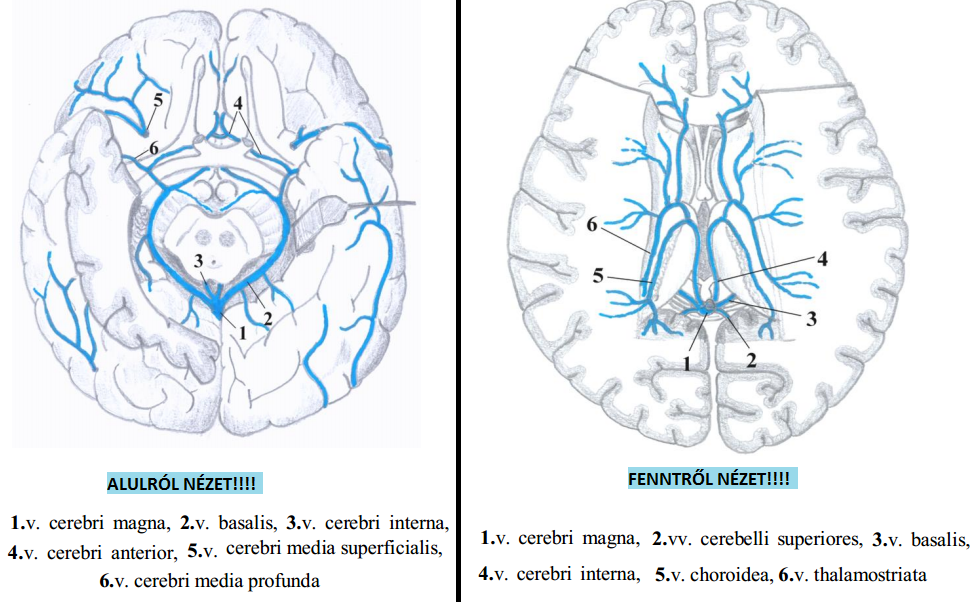 5
4
6
3
2
1
ALULRÓL NÉZET!!!!
1.v. cerebri magna, 2.v. basalis, 3.v. cerebri interna,
4.v. cerebri anterior, 5.v. cerebri media superficialis,
6.v. cerebri media profunda
6
5
4
3
1
2
FENNTRŐL NÉZET!!!!
1.v. cerebri magna, 2.vv. cerebelli superiores, 3.v. basalis,
4.v. cerebri interna, 5.v. choroidea, 6.v. thalamostriata